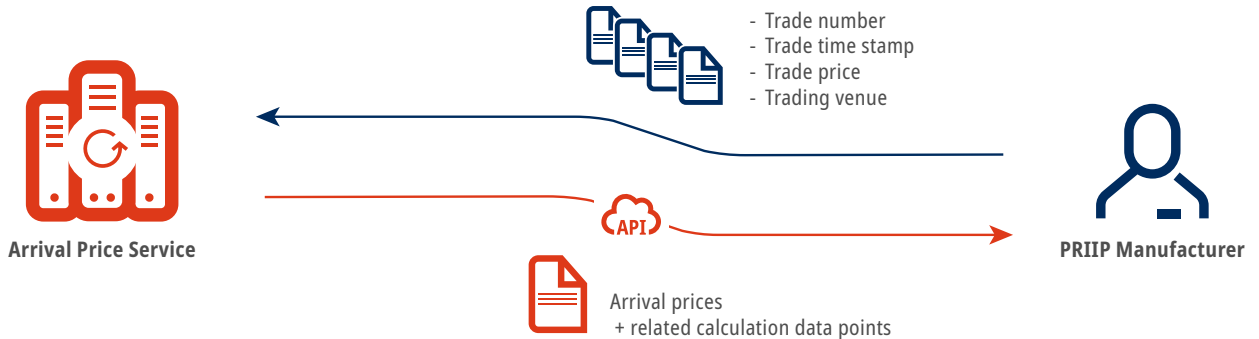 - Trade number
- Trade time stamp
- Trade price
- Trading venue
API
Arrival Price Service
PRIIP Manufacturer
Arrival prices
+ related calculation data points